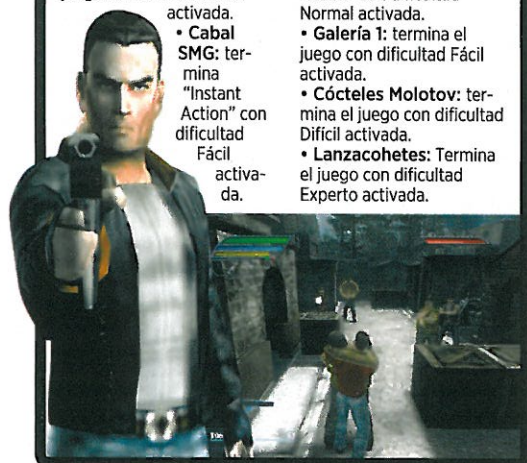 activada.
• Cabal
SMG: ter-
mina
"Instant
Action" con
dificultad
Fácil
activa-
da.
Normal activada.
• Galería 1: termina el
juego con dificultad Fácil
activada.
• Cócteles Molotov: ter-
mina el juego con dificultad
Difícil activada.
• Lanzacohetes: Termina
el juego con dificultad
Experto activada.